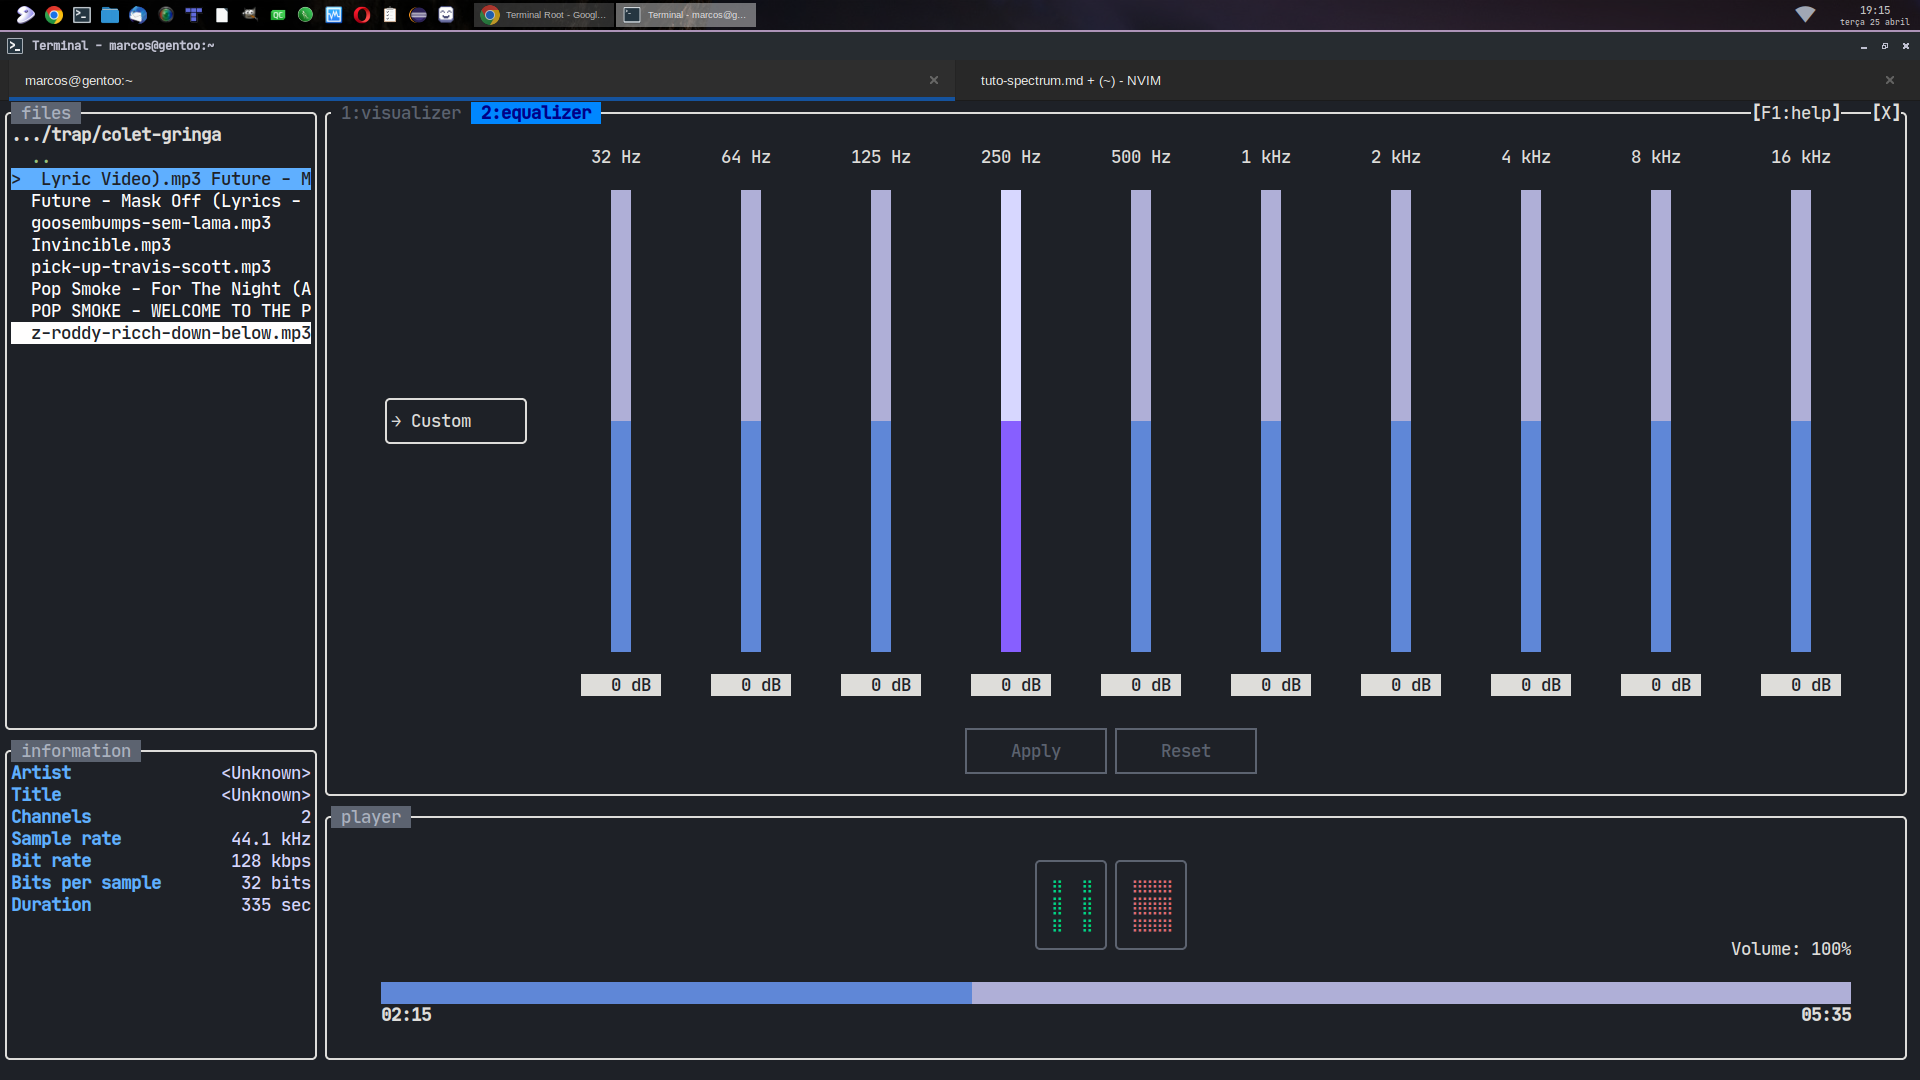 Terminal Root - Googl...
Terminal - marcos@g...
19:15
terça 25 abril
Terminal - marcos@gentoo:~
marcos@gentoo:~
tuto-spectrum.md + (~) - NVIM
files
.../trap/colet-gringa
..
> Lyric Video).mp3 Future - M
Future - Mask Off (Lyrics -
goosembumps-sem-lama.mp3
Invincible.mp3
pick-up-travis-scott.mp3
Pop Smoke - For The Night (A
POP SMOKE - WELCOME TO THE P
z-roddy-ricch-down-below.mp3
information
Artist <Unknown>
Title <Unknown>
Channels 2
Sample rate 44.1 kHz
Bit rate 128 kbps
Bits per sample 32 bits
Duration 335 sec
1:visualizer 2:equalizer [F1:help] [X]
32 Hz 64 Hz 125 Hz 250 Hz 500 Hz 1 kHz 2 kHz 4 kHz 8 kHz 16 kHz
→ Custom
0 dB 0 dB 0 dB 0 dB 0 dB 0 dB 0 dB 0 dB 0 dB 0 dB
Apply Reset
player
Volume: 100%
02:15 05:35